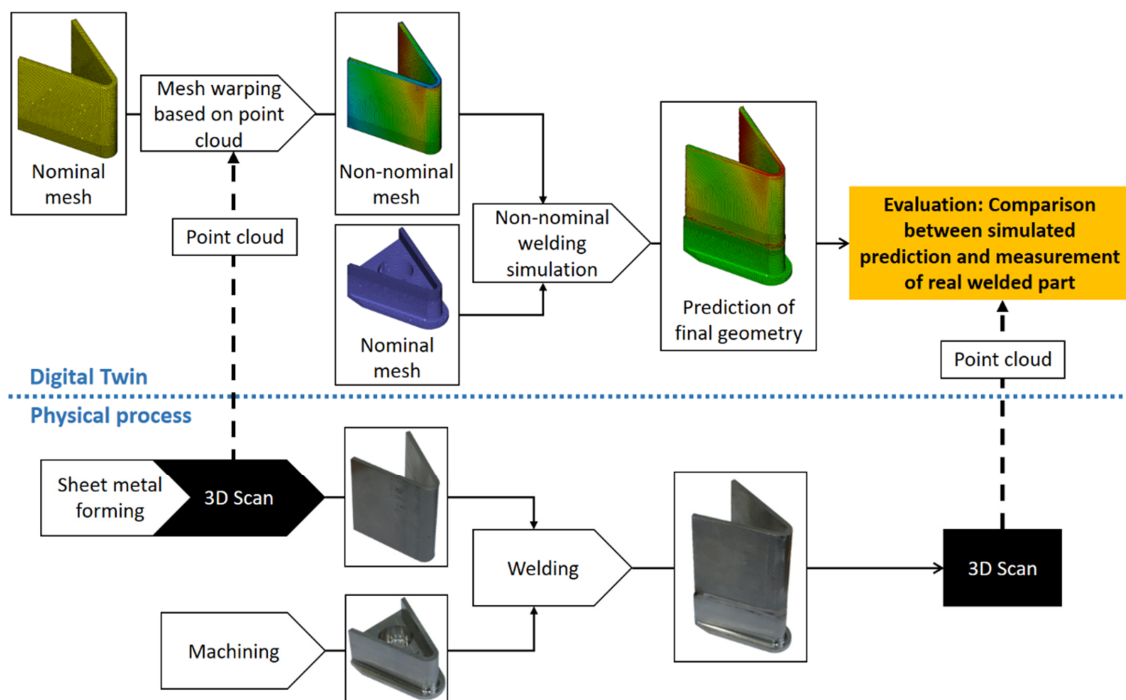 Nominal
mesh
Mesh warping
based on point
cloud
Non-nominal
mesh
Point cloud
Nominal
mesh
Non-nominal
welding
simulation
Prediction of
final geometry
Evaluation: Comparison
between simulated
prediction and measurement
of real welded part
Point cloud
Digital Twin
Physical process
Sheet metal
forming
3D Scan
Machining
Welding
3D Scan